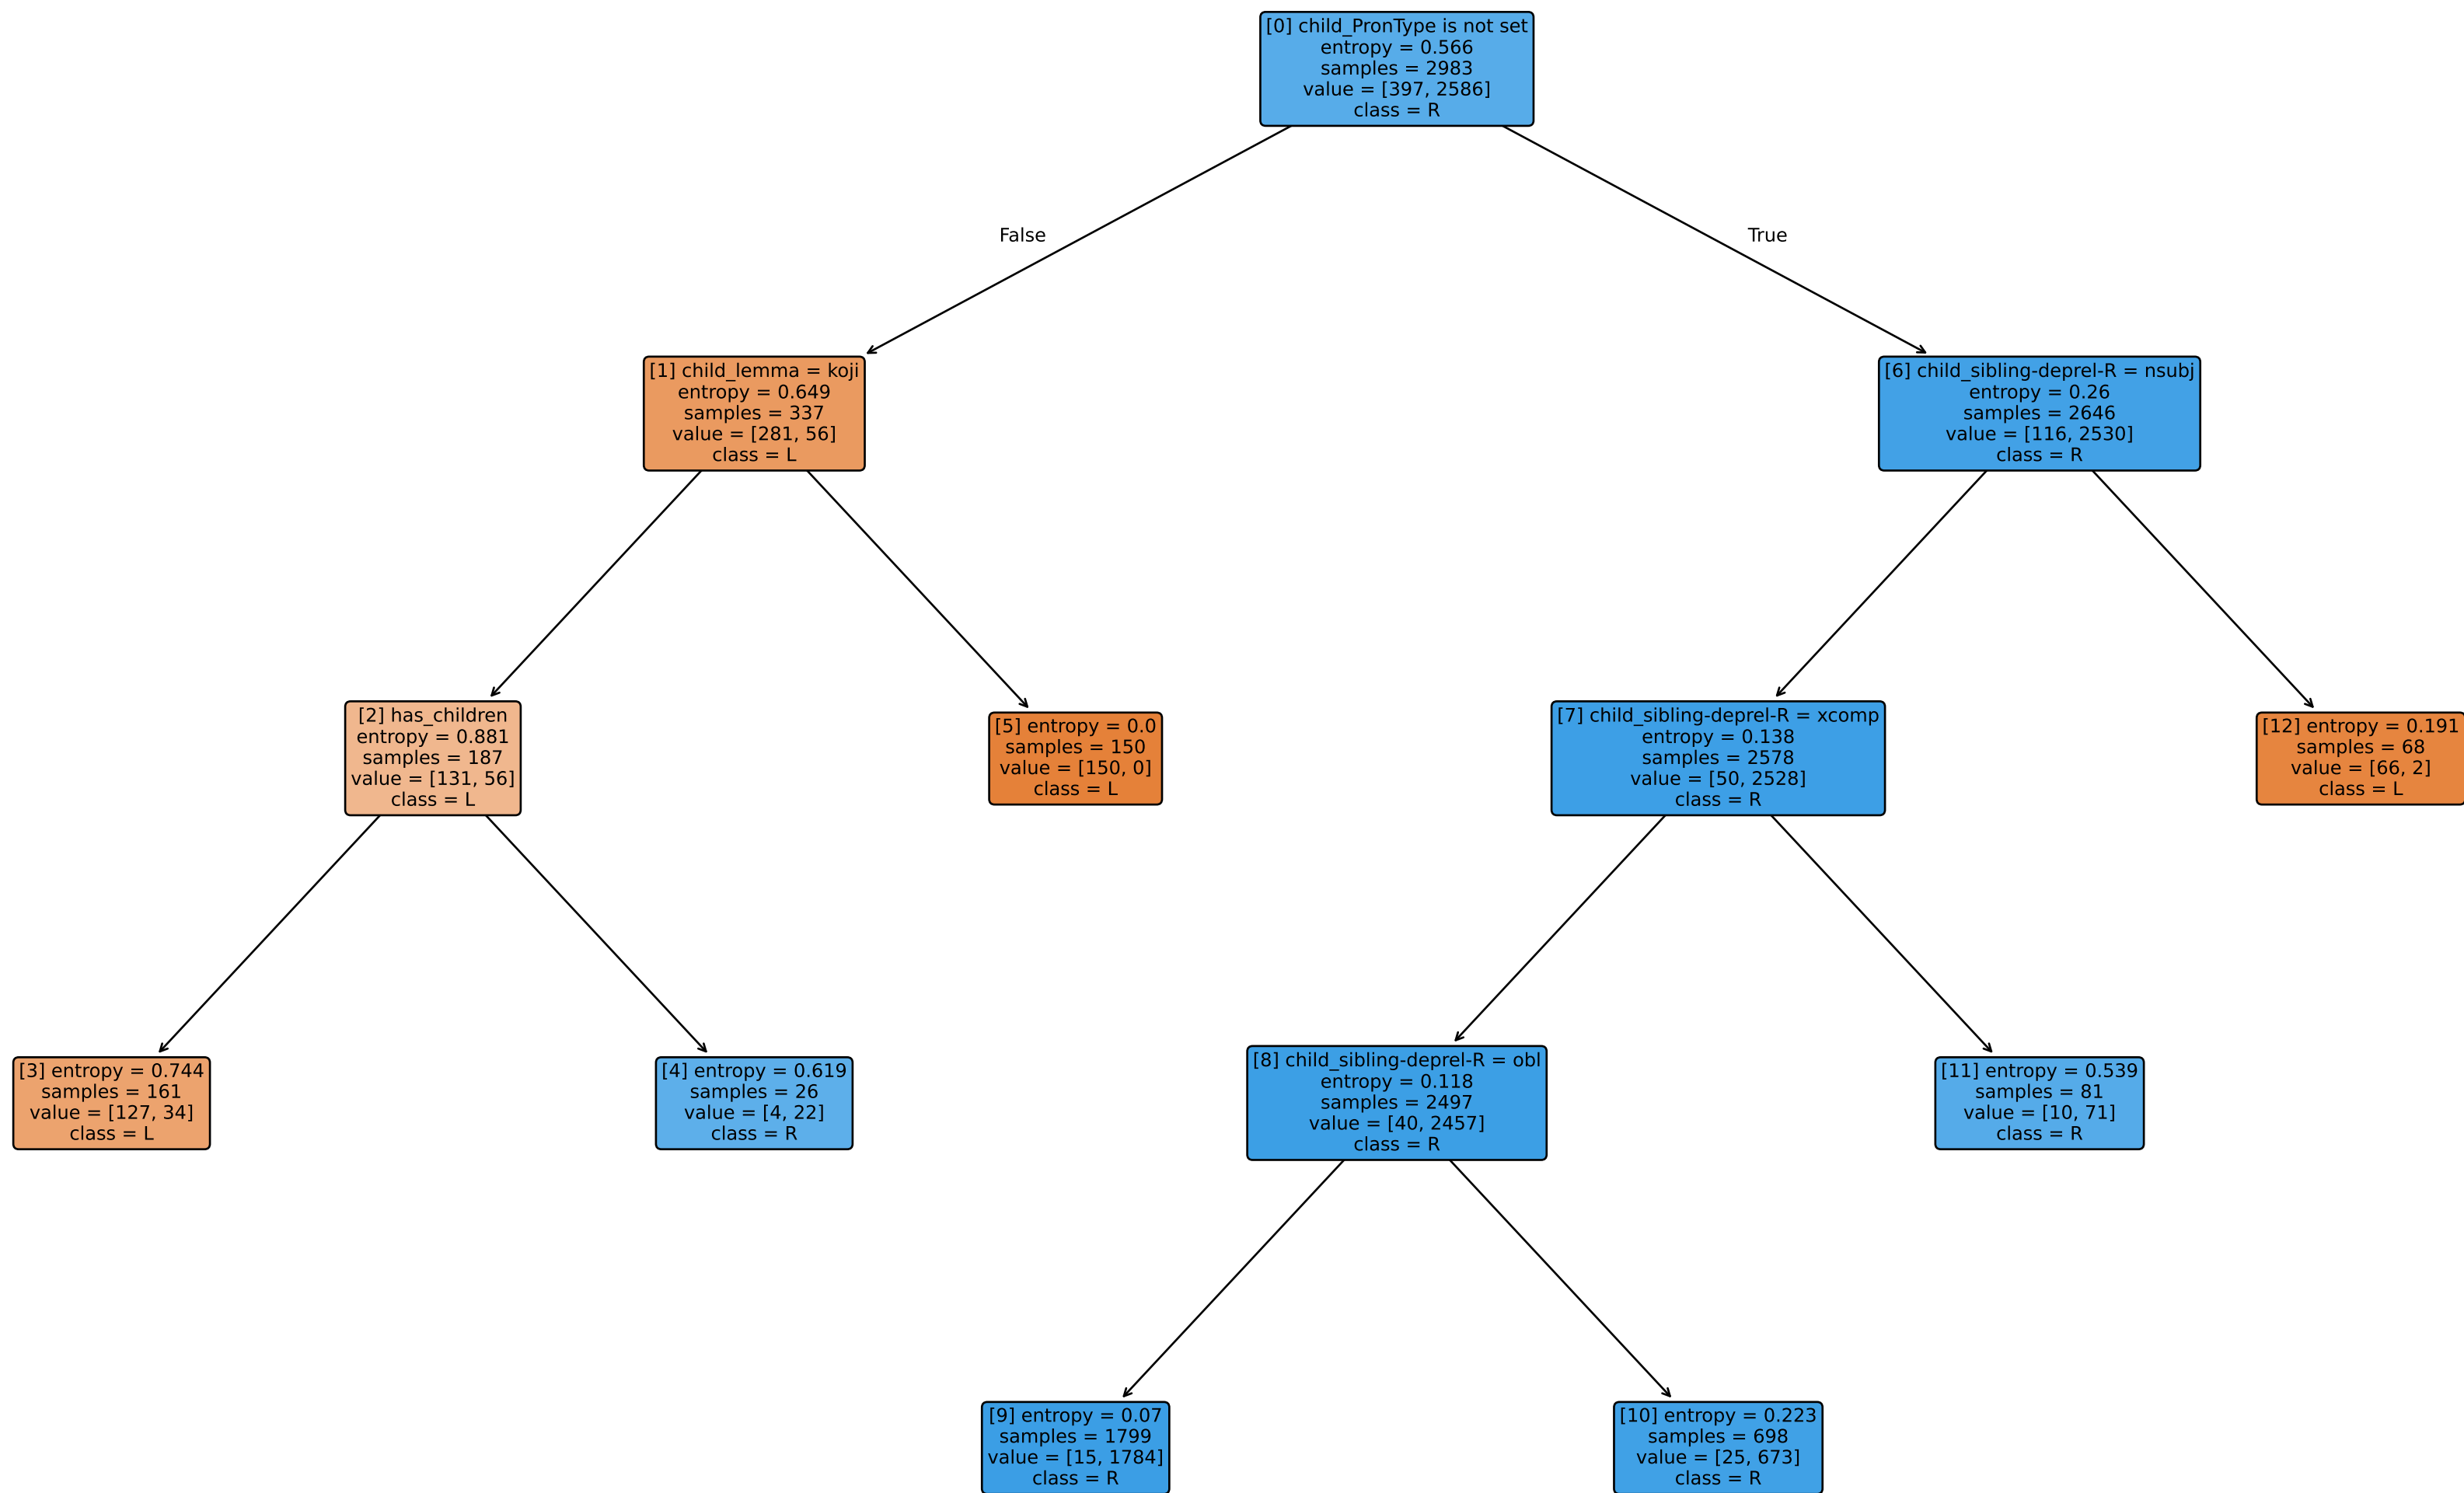 [0] child_PronType is not set
entropy = 0.566
samples = 2983
value = [397, 2586]
class = R
False
True
[1] child_lemma = koji
entropy = 0.649
samples = 337
value = [281, 56]
class = L
[6] child_sibling-deprel-R = nsubj
entropy = 0.26
samples = 2646
value = [116, 2530]
class = R
[2] has_children
entropy = 0.881
samples = 187
value = [131, 56]
class = L
[5] entropy = 0.0
samples = 150
value = [150, 0]
class = L
[7] child_sibling-deprel-R = xcomp
entropy = 0.138
samples = 2578
value = [50, 2528]
class = R
[12] entropy = 0.191
samples = 68
value = [66, 2]
class = L
[3] entropy = 0.744
samples = 161
value = [127, 34]
class = L
[4] entropy = 0.619
samples = 26
value = [4, 22]
class = R
[8] child_sibling-deprel-R = obl
entropy = 0.118
samples = 2497
value = [40, 2457]
class = R
[11] entropy = 0.539
samples = 81
value = [10, 71]
class = R
[9] entropy = 0.07
samples = 1799
value = [15, 1784]
class = R
[10] entropy = 0.223
samples = 698
value = [25, 673]
class = R